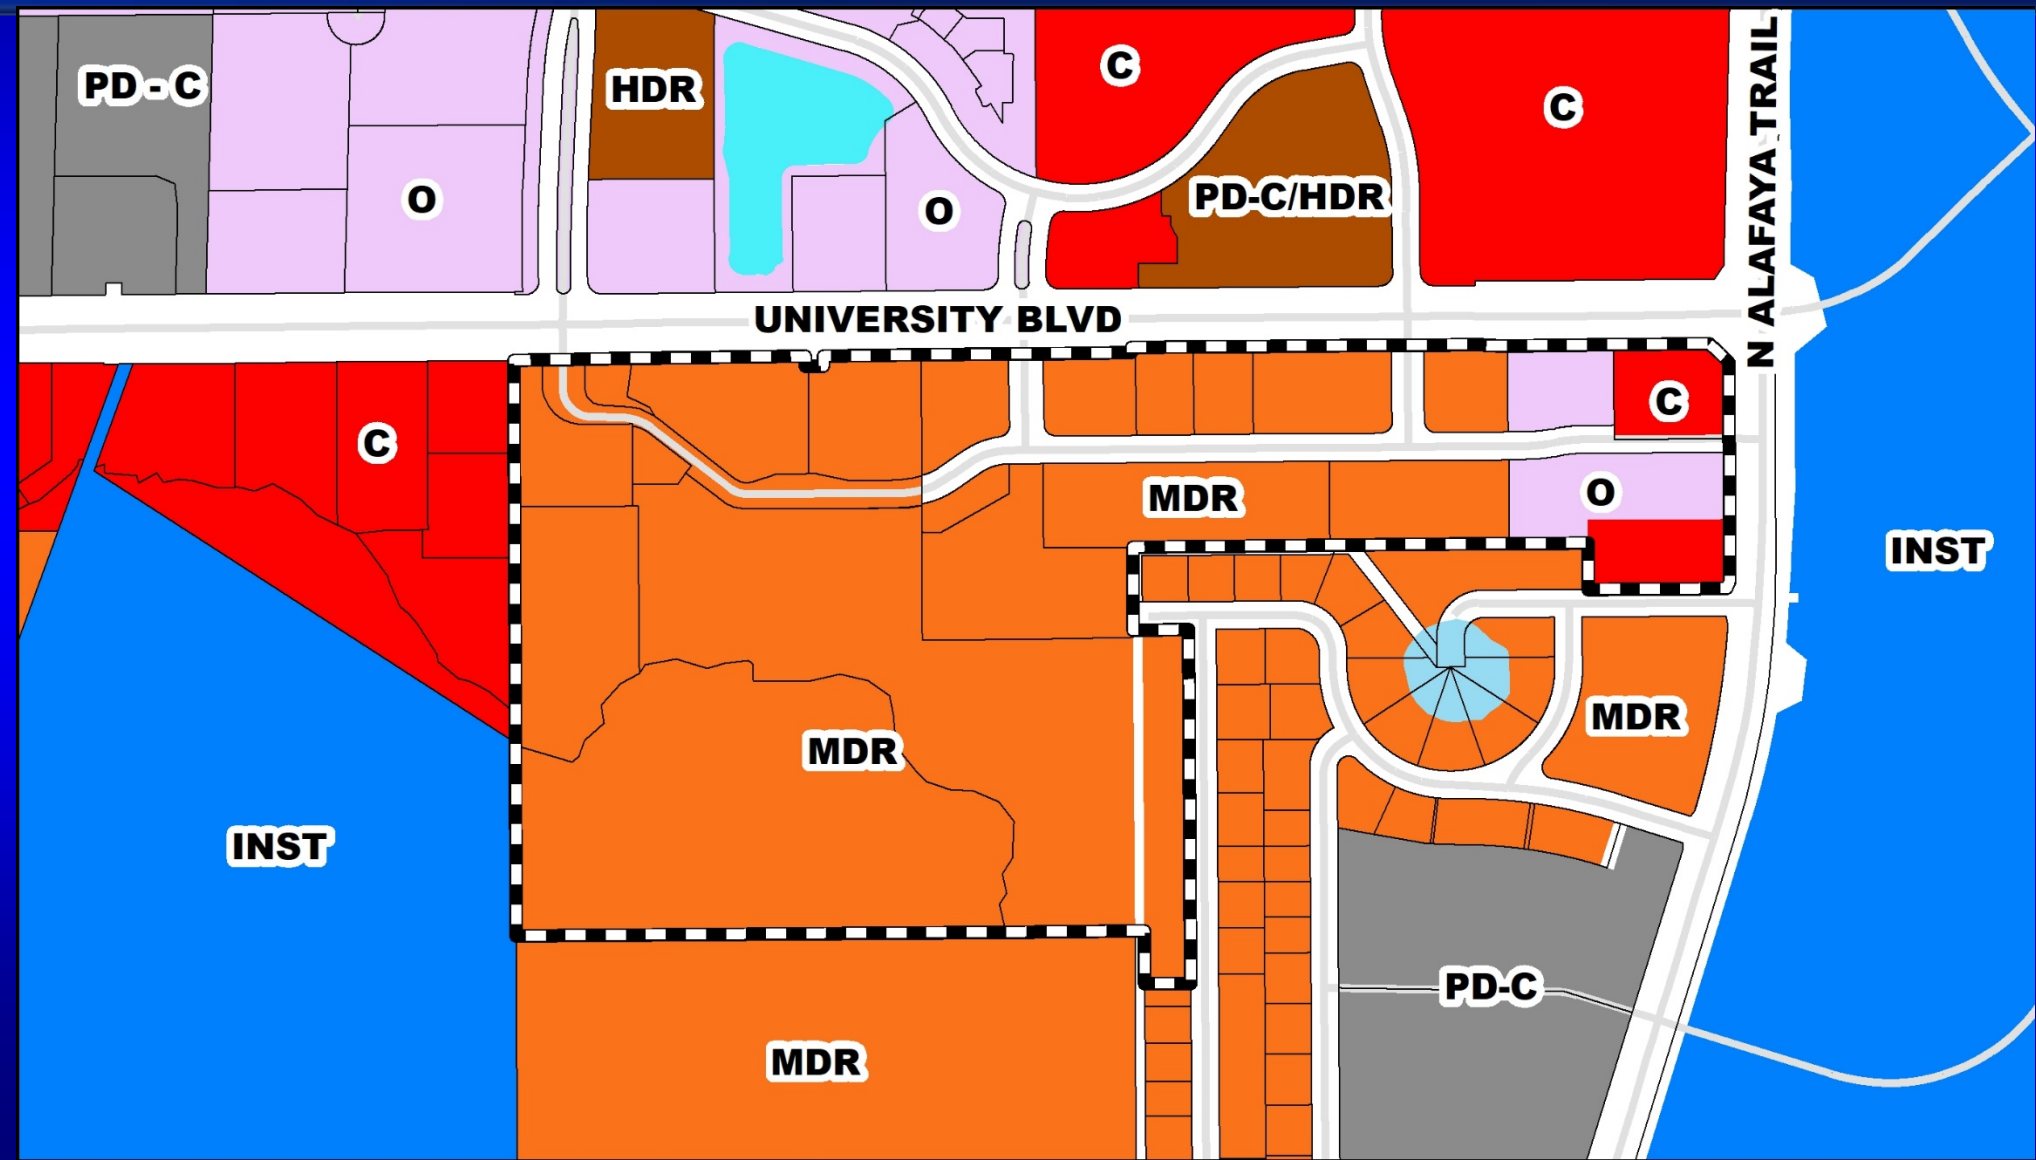 PD - C
HDR
C
C
O
O
PD-C/HDR
N ALAFAYA TRAIL
UNIVERSITY BLVD
C
C
MDR
O
INST
MDR
MDR
INST
PD-C
MDR